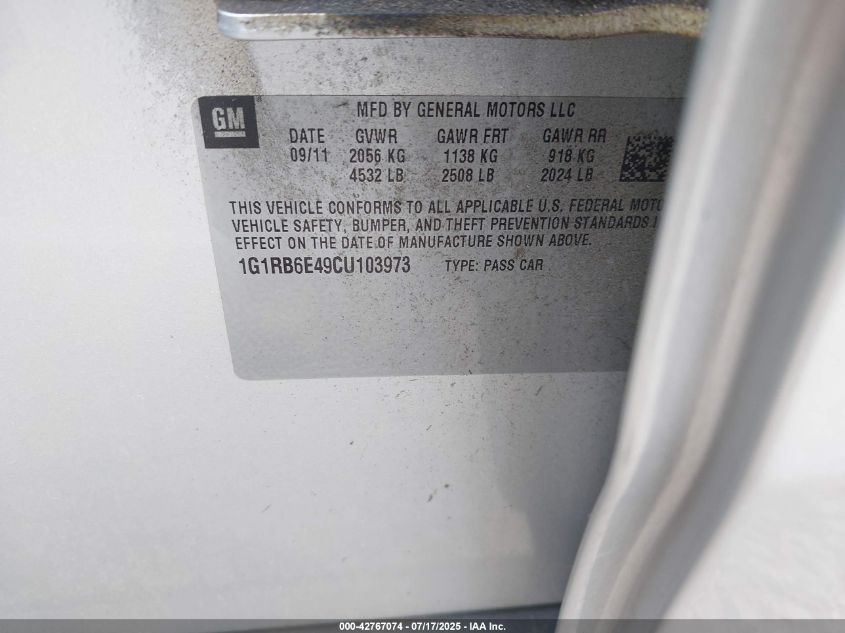 GM
MFD BY GENERAL MOTORS LLC
DATE GVWR GAWR FRT GAWR RR
09/11 2056 KG 1138 KG 918 KG
4532 LB 2508 LB 2024 LB
THIS VEHICLE CONFORMS TO ALL APPLICABLE U.S. FEDERAL
VEHICLE SAFETY, BUMPER, AND THEFT PREVENTION STANDARDS
EFFECT ON THE DATE OF MANUFACTURE SHOWN ABOVE.
1G1RB6E49CU103973 TYPE: PASS CAR
000-42767074 / 07/17/2025 - IAA Inc.